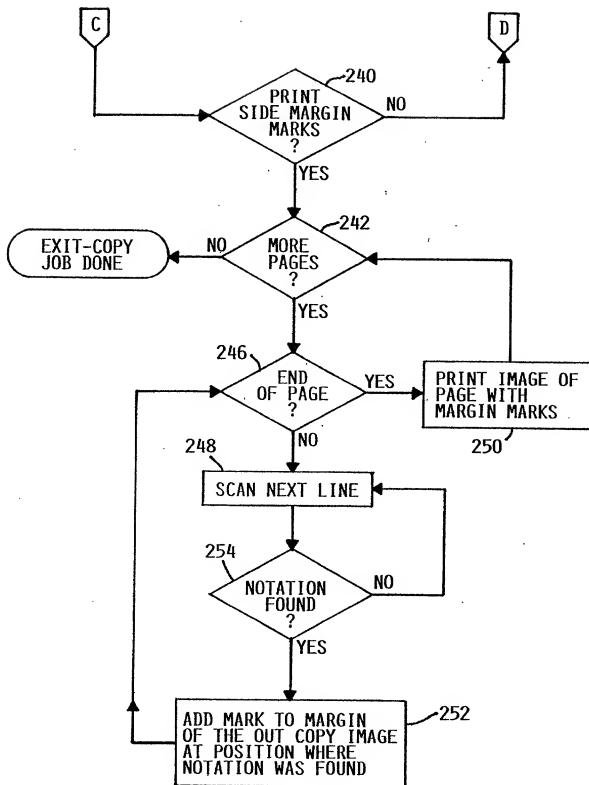 C
D
240
PRINT
SIDE MARGIN
MARKS
?
NO
YES
242
MORE
PAGES
?
NO
EXIT-COPY
JOB DONE
YES
246
END
OF PAGE
?
YES
PRINT IMAGE OF
PAGE WITH
MARGIN MARKS
250
NO
248
SCAN NEXT LINE
254
NOTATION
FOUND
?
NO
YES
252
ADD MARK TO MARGIN
OF THE OUT COPY IMAGE
AT POSITION WHERE
NOTATION WAS FOUND